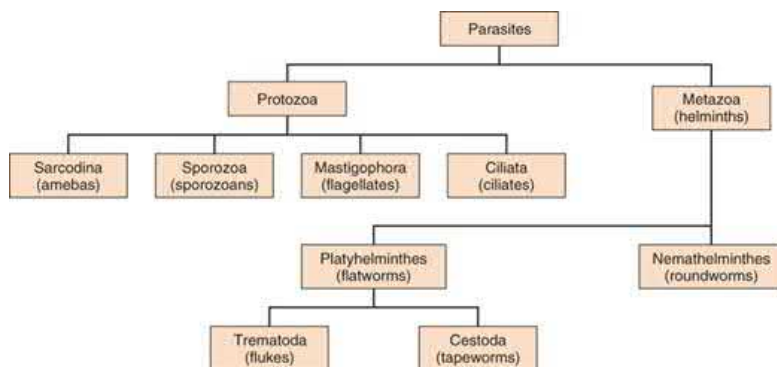 Parasites
Protozoa
Metazoa
(helminths)
Sarcodina
(amebas)
Sporozoa
(sporozoans)
Mastigophora
(flagellates)
Ciliata
(ciliates)
Platyhelminthes
(flatworms)
Nemathelminthes
(roundworms)
Trematoda
(flukes)
Cestoda
(tapeworms)